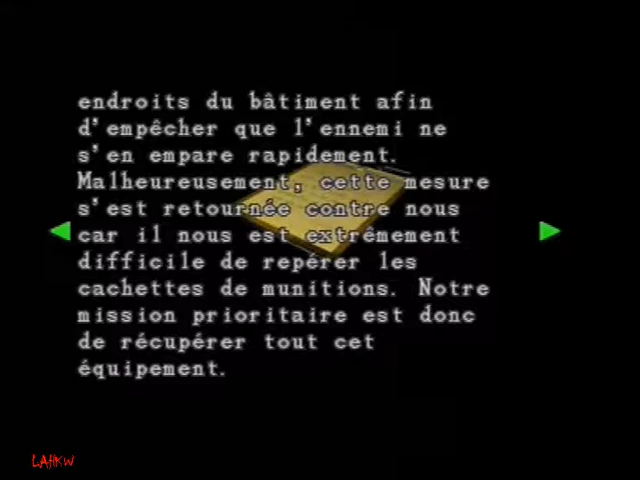 endroits du bâtiment afin
d'empêcher que l'ennemi ne
s'en empare rapidement.
Malheureusement, cette mesure
s'est retournée contre nous
car il nous est extrêmement
difficile de repérer les
cachettes de munitions. Notre
mission prioritaire est donc
de récupérer tout cet
équipement.
LAHKW